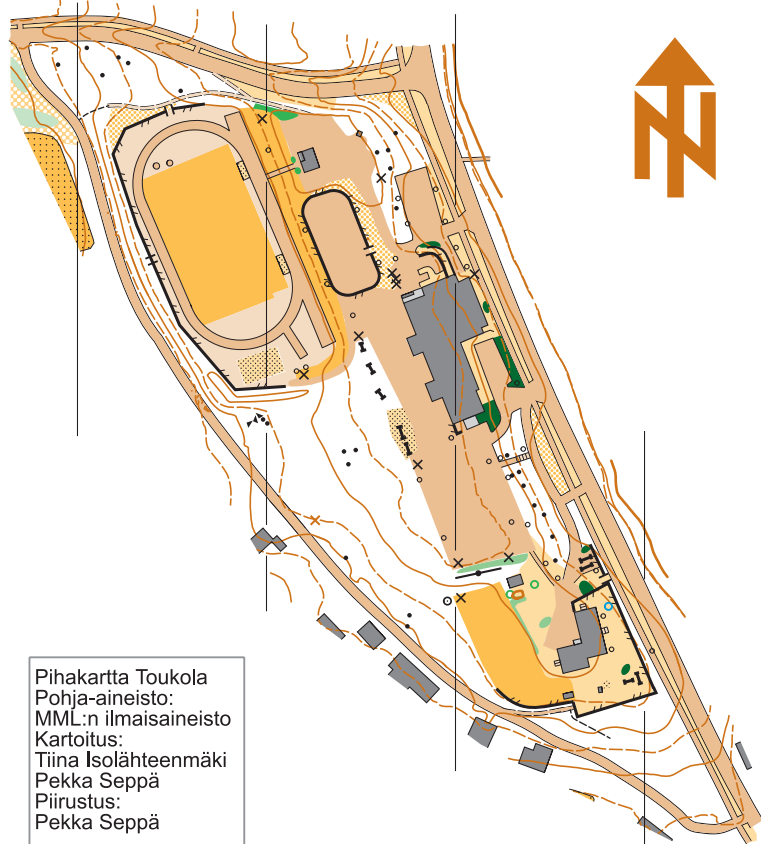 Pihakartta Toukola
Pohja-aineisto:
MML:n ilmaisaineisto
Kartoitus:
Tiina Isolähteenmäki
Pekka Seppä
Piirustus:
Pekka Seppä
N